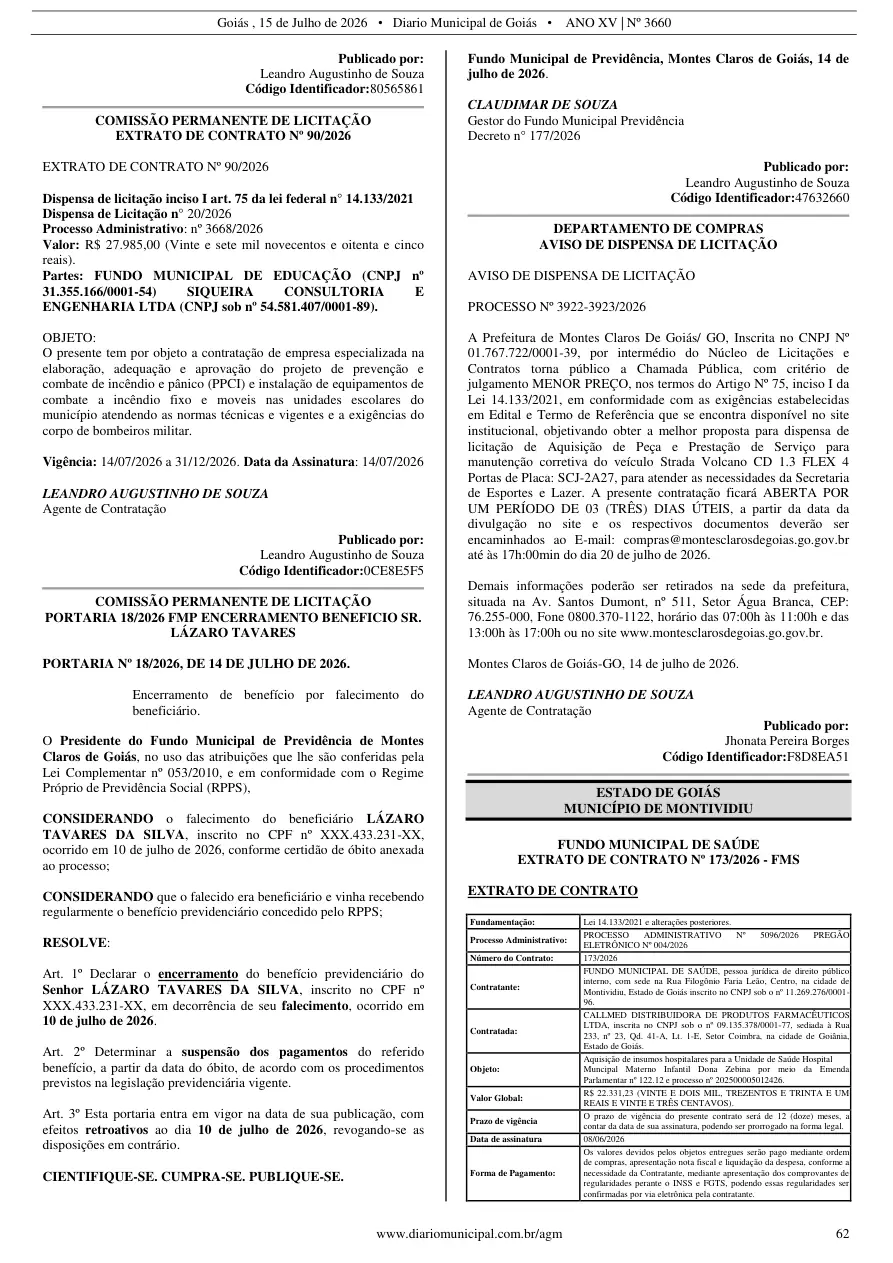 Goiás , 15 de Julho de 2026 • Diario Municipal de Goiás • ANO XV | Nº 3660
Publicado por:
Leandro Augustinho de Souza
Código Identificador:80565861
COMISSÃO PERMANENTE DE LICITAÇÃO
EXTRATO DE CONTRATO Nº 90/2026
EXTRATO DE CONTRATO Nº 90/2026
Dispensa de licitação inciso I art. 75 da lei federal n° 14.133/2021
Dispensa de Licitação n° 20/2026
Processo Administrativo: nº 3668/2026
Valor: R$ 27.985,00 (Vinte e sete mil novecentos e oitenta e cinco
reais).
Partes: FUNDO MUNICIPAL DE EDUCAÇÃO (CNPJ nº
31.355.166/0001-54) SIQUEIRA CONSULTORIA E
ENGENHARIA LTDA (CNPJ sob nº 54.581.407/0001-89).
OBJETO:
O presente tem por objeto a contratação de empresa especializada na
elaboração, adequação e aprovação do projeto de prevenção e
combate de incêndio e pânico (PPCI) e instalação de equipamentos de
combate a incêndio fixo e moveis nas unidades escolares do
município atendendo as normas técnicas e vigentes e a exigências do
corpo de bombeiros militar.
Vigência: 14/07/2026 a 31/12/2026. Data da Assinatura: 14/07/2026
LEANDRO AUGUSTINHO DE SOUZA
Agente de Contratação
Publicado por:
Leandro Augustinho de Souza
Código Identificador:0CE8E5F5
COMISSÃO PERMANENTE DE LICITAÇÃO
PORTARIA 18/2026 FMP ENCERRAMENTO BENEFICIO SR.
LÁZARO TAVARES
PORTARIA Nº 18/2026, DE 14 DE JULHO DE 2026.
Encerramento de benefício por falecimento do
beneficiário.
O Presidente do Fundo Municipal de Previdência de Montes
Claros de Goiás, no uso das atribuições que lhe são conferidas pela
Lei Complementar nº 053/2010, e em conformidade com o Regime
Próprio de Previdência Social (RPPS),
CONSIDERANDO o falecimento do beneficiário LÁZARO
TAVARES DA SILVA, inscrito no CPF nº XXX.433.231-XX,
ocorrido em 10 de julho de 2026, conforme certidão de óbito anexada
ao processo;
CONSIDERANDO que o falecido era beneficiário e vinha recebendo
regularmente o benefício previdenciário concedido pelo RPPS;
RESOLVE:
Art. 1º Declarar o encerramento do benefício previdenciário do
Senhor LÁZARO TAVARES DA SILVA, inscrito no CPF nº
XXX.433.231-XX, em decorrência de seu falecimento, ocorrido em
10 de julho de 2026.
Art. 2º Determinar a suspensão dos pagamentos do referido
benefício, a partir da data do óbito, de acordo com os procedimentos
previstos na legislação previdenciária vigente.
Art. 3º Esta portaria entra em vigor na data de sua publicação, com
efeitos retroativos ao dia 10 de julho de 2026, revogando-se as
disposições em contrário.
CIENTIFIQUE-SE. CUMPRA-SE. PUBLIQUE-SE.
Fundo Municipal de Previdência, Montes Claros de Goiás, 14 de
julho de 2026.
CLAUDIMAR DE SOUZA
Gestor do Fundo Municipal Previdência
Decreto n° 177/2026
Publicado por:
Leandro Augustinho de Souza
Código Identificador:47632660
DEPARTAMENTO DE COMPRAS
AVISO DE DISPENSA DE LICITAÇÃO
AVISO DE DISPENSA DE LICITAÇÃO
PROCESSO Nº 3922-3923/2026
A Prefeitura de Montes Claros De Goiás/ GO, Inscrita no CNPJ Nº
01.767.722/0001-39, por intermédio do Núcleo de Licitações e
Contratos torna público a Chamada Pública, com critério de
julgamento MENOR PREÇO, nos termos do Artigo Nº 75, inciso I da
Lei 14.133/2021, em conformidade com as exigências estabelecidas
em Edital e Termo de Referência que se encontra disponível no site
institucional, objetivando obter a melhor proposta para dispensa de
licitação de Aquisição de Peça e Prestação de Serviço para
manutenção corretiva do veículo Strada Volcano CD 1.3 FLEX 4
Portas de Placa: SCJ-2A27, para atender as necessidades da Secretaria
de Esportes e Lazer. A presente contratação ficará ABERTA POR
UM PERÍODO DE 03 (TRÊS) DIAS ÚTEIS, a partir da data da
divulgação no site e os respectivos documentos deverão ser
encaminhados ao E-mail: compras@montesclarosdegoias.go.gov.br
até às 17h:00min do dia 20 de julho de 2026.
Demais informações poderão ser retirados na sede da prefeitura,
situada na Av. Santos Dumont, nº 511, Setor Água Branca, CEP:
76.255-000, Fone 0800.370-1122, horário das 07:00h às 11:00h e das
13:00h às 17:00h ou no site www.montesclarosdegoias.go.gov.br.
Montes Claros de Goiás-GO, 14 de julho de 2026.
LEANDRO AUGUSTINHO DE SOUZA
Agente de Contratação
Publicado por:
Jhonata Pereira Borges
Código Identificador:F8D8EA51
ESTADO DE GOIÁS
MUNICÍPIO DE MONTIVIDIU
FUNDO MUNICIPAL DE SAÚDE
EXTRATO DE CONTRATO Nº 173/2026 - FMS
EXTRATO DE CONTRATO
Fundamentação: Lei 14.133/2021 e alterações posteriores.
Processo Administrativo: PROCESSO ADMINISTRATIVO Nº 5096/2026 PREGÃO
ELETRÔNICO Nº 004/2026
Número do Contrato: 173/2026
Contratante: FUNDO MUNICIPAL DE SAÚDE, pessoa jurídica de direito público
interno, com sede na Rua Filogônio Faria Leão, Centro, na cidade de
Montividiu, Estado de Goiás inscrito no CNPJ sob o nº 11.269.276/0001-
96.
Contratada: CALLMED DISTRIBUIDORA DE PRODUTOS FARMACÊUTICOS
LTDA, inscrita no CNPJ sob o nº 09.135.378/0001-77, sediada à Rua
233, nº 23, Qd. 41-A, Lt. 1-E, Setor Coimbra, na cidade de Goiânia,
Estado de Goiás.
Objeto: Aquisição de insumos hospitalares para a Unidade de Saúde Hospital
Muncipal Materno Infantil Dona Zebina por meio da Emenda
Parlamentar nº 122.12 e processo nº 202500005012426.
Valor Global: R$ 22.331,23 (VINTE E DOIS MIL, TREZENTOS E TRINTA E UM
REAIS E VINTE E TRÊS CENTAVOS).
Prazo de vigência O prazo de vigência do presente contrato será de 12 (doze) meses, a
contar da data de sua assinatura, podendo ser prorrogado na forma legal.
Data de assinatura 08/06/2026
Forma de Pagamento: Os valores devidos pelos objetos entregues serão pago mediante ordem
de compras, apresentação nota fiscal e liquidação da despesa, conforme a
necessidade da Contratante, mediante apresentação dos comprovantes de
regularidades perante o INSS e FGTS, podendo essas regularidades ser
confirmadas por via eletrônica pela contratante.
www.diariomunicipal.com.br/agm 62